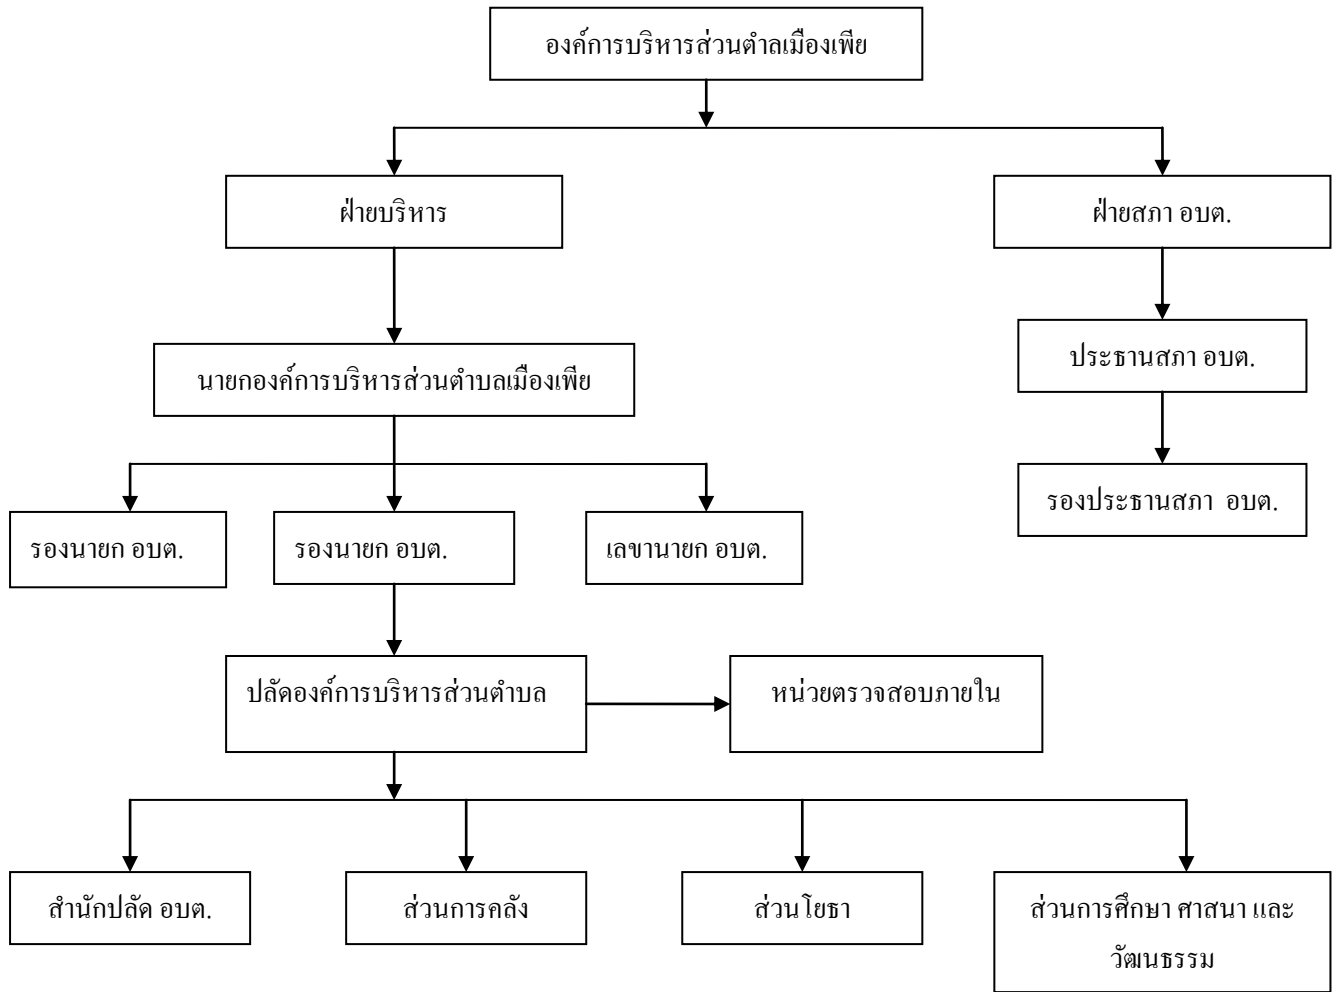 องค์การบริหารส่วนตำลเมืองเพีย
ฝ่ายบริหาร
ฝ่ายสภา อบต.
นายกองค์การบริหารส่วนตำบลเมืองเพีย
ประธานสภา อบต.
รองประธานสภา อบต.
รองนายก อบต.
รองนายก อบต.
เลขานายก อบต.
ปลัดองค์การบริหารส่วนตำบล
หน่วยตรวจสอบภายใน
สำนักปลัด อบต.
ส่วนการคลัง
ส่วนโยธา
ส่วนการศึกษา ศาสนา และ
วัฒนธรรม